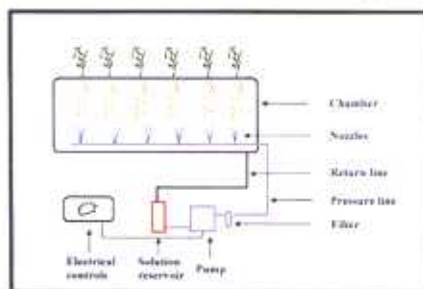 Chamber
Nozzles
Return line
Pressure line
Filter
Electrical
controls
Solution
reservoir
Pump